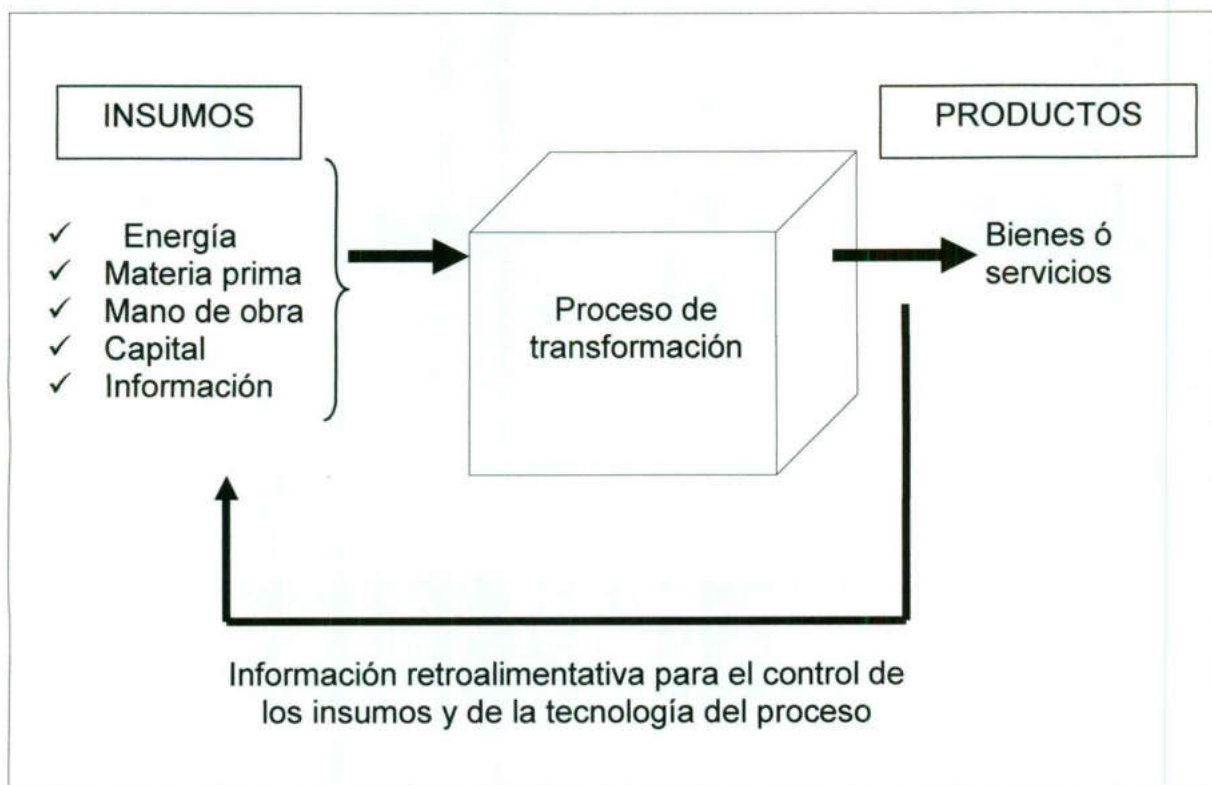 INSUMOS
PRODUCTOS
✓ Energía
✓ Materia prima
✓ Mano de obra
✓ Capital
✓ Información
Proceso de
transformación
Bienes ó
servicios
Información retroalimentativa para el control de
los insumos y de la tecnología del proceso